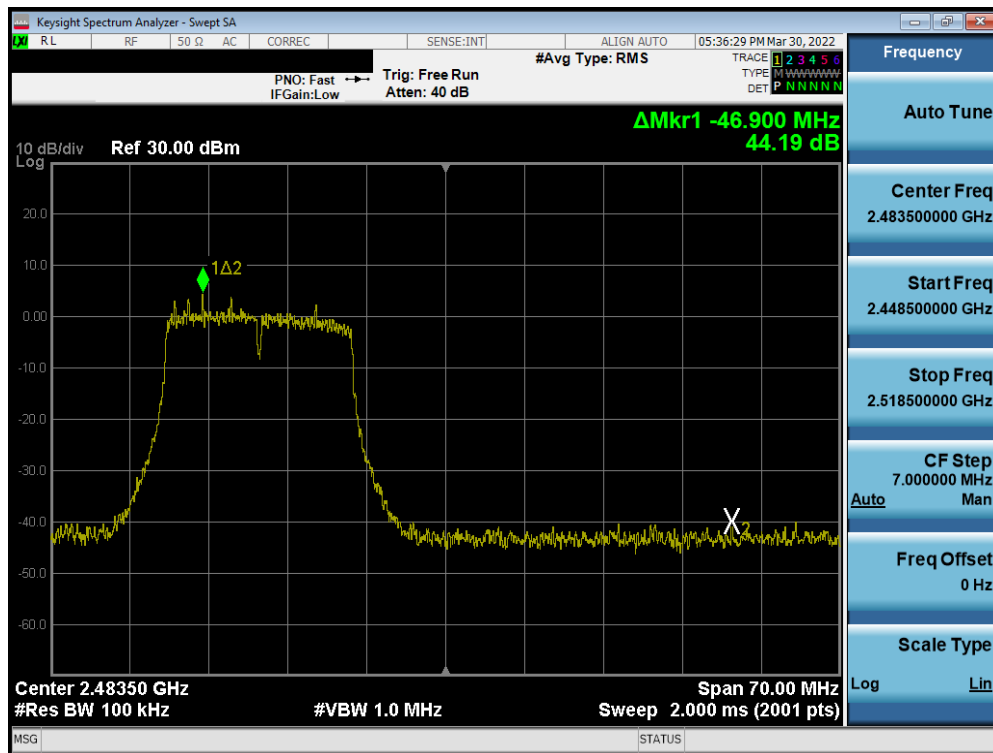 Keysight Spectrum Analyzer - Swept SA
LXI RL RF 50 Ω AC CORREC SENSE:INT ALIGN AUTO 05:36:29 PM Mar 30, 2022
PNO: Fast
IFGain:Low
Trig: Free Run
Atten: 40 dB
#Avg Type: RMS
TRACE 1 2 3 4 5 6
TYPE M WWWWW
DET P N N N N N
ΔMkr1 -46.900 MHz
44.19 dB
10 dB/div Ref 30.00 dBm
Log
20.0
10.0
0.00
-10.0
-20.0
-30.0
-40.0
-50.0
-60.0
1Δ2
X2
Center 2.48350 GHz Span 70.00 MHz
#Res BW 100 kHz #VBW 1.0 MHz Sweep 2.000 ms (2001 pts)
MSG STATUS
Frequency
Auto Tune
Center Freq
2.483500000 GHz
Start Freq
2.448500000 GHz
Stop Freq
2.518500000 GHz
CF Step
7.000000 MHz
Auto Man
Freq Offset
0 Hz
Scale Type
Log Lin